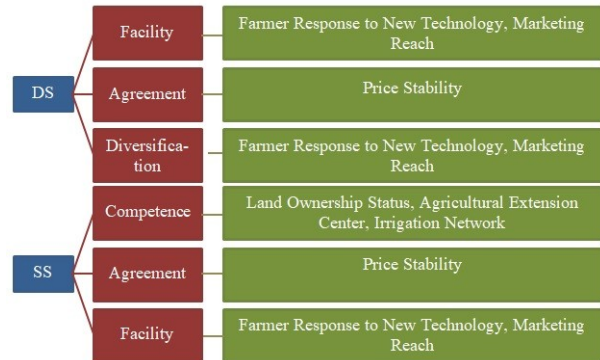 DS
Facility
Farmer Response to New Technology, Marketing
Reach
Agreement
Price Stability
Diversifica-
tion
Farmer Response to New Technology, Marketing
Reach
SS
Competence
Land Ownership Status, Agricultural Extension
Center, Irrigation Network
Agreement
Price Stability
Facility
Farmer Response to New Technology, Marketing
Reach